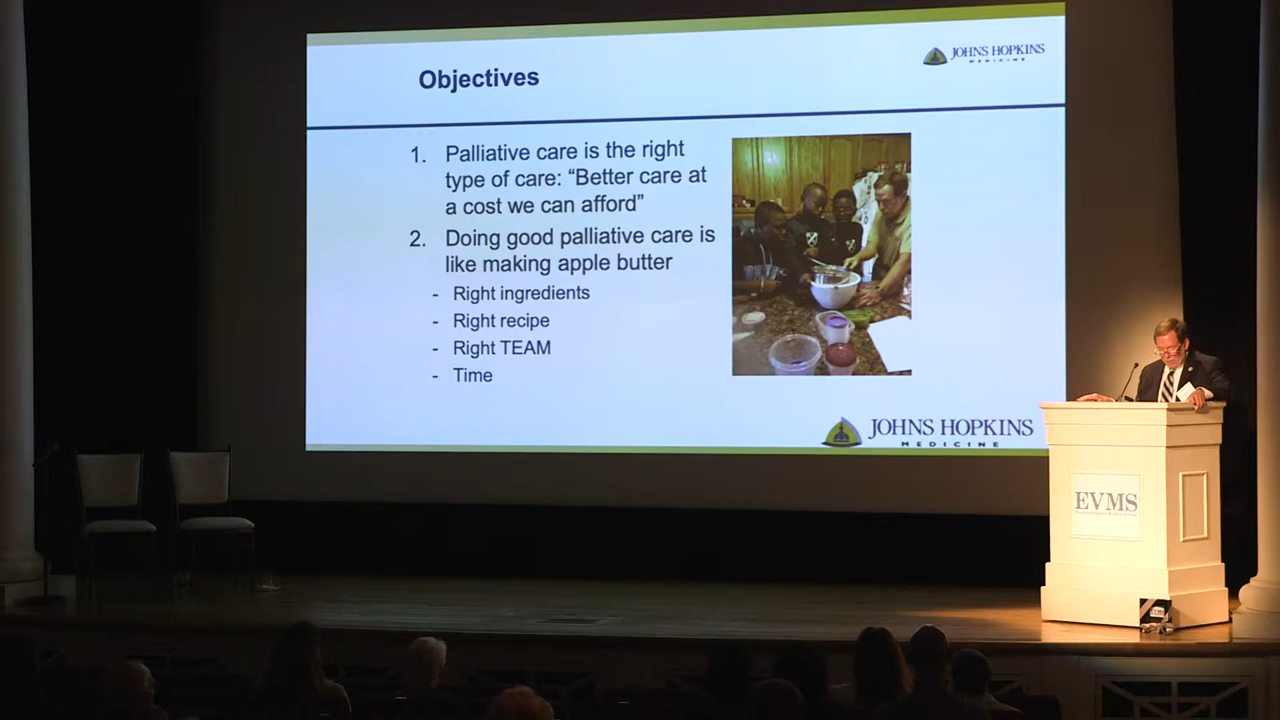 JOHNS HOPKINS
MEDICINE
Objectives
1. Palliative care is the right
type of care: “Better care at
a cost we can afford”
2. Doing good palliative care is
like making apple butter
- Right ingredients
- Right recipe
- Right TEAM
- Time
JOHNS HOPKINS
MEDICINE
EVMS